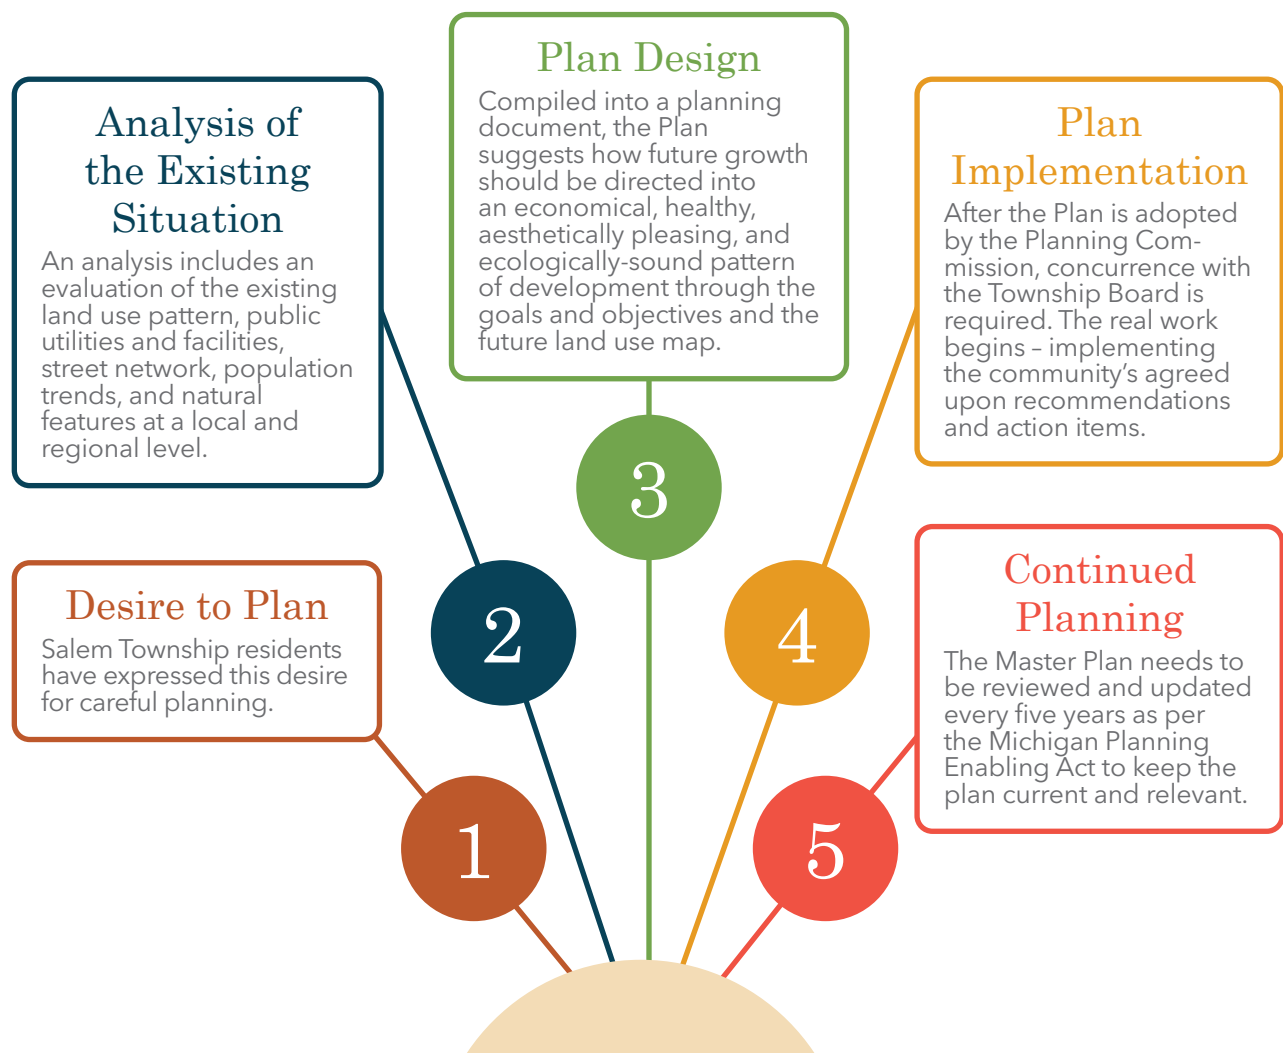 Desire to Plan
Salem Township residents
have expressed this desire
for careful planning.
1
Analysis of
the Existing
Situation
An analysis includes an
evaluation of the existing
land use pattern, public
utilities and facilities,
street network, population
trends, and natural
features at a local and
regional level.
2
Plan Design
Compiled into a planning
document, the Plan
suggests how future growth
should be directed into
an economical, healthy,
aesthetically pleasing, and
ecologically-sound pattern
of development through the
goals and objectives and the
future land use map.
3
Plan
Implementation
After the Plan is adopted
by the Planning Com-
mission, concurrence with
the Township Board is
required. The real work
begins – implementing
the community’s agreed
upon recommendations
and action items.
4
Continued
Planning
The Master Plan needs to
be reviewed and updated
every five years as per
the Michigan Planning
Enabling Act to keep the
plan current and relevant.
5